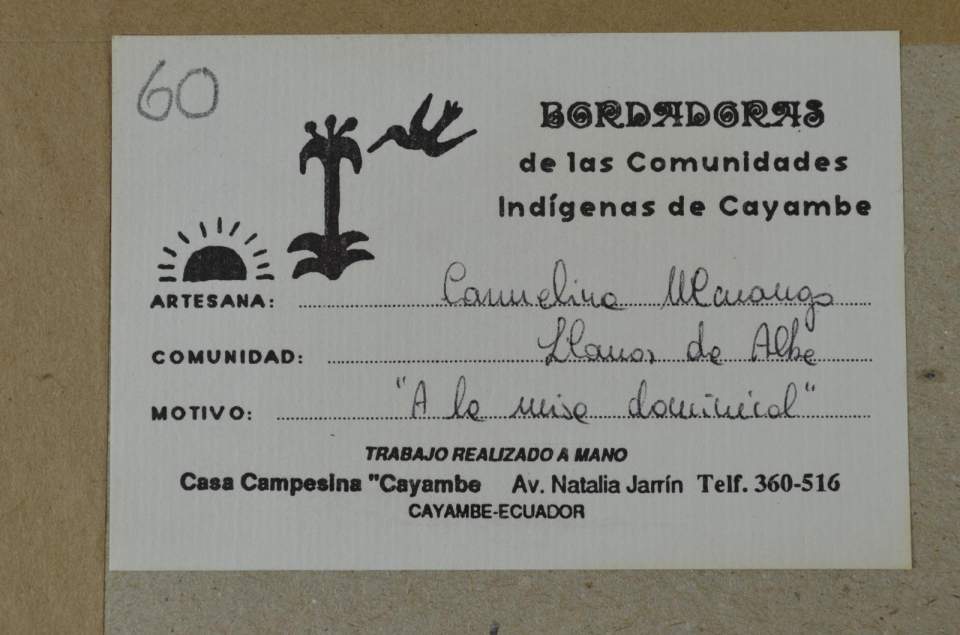 60
BORDADORAS
de las Comunidades
Indígenas de Cayambe
ARTESANA: Carmelina
COMUNIDAD: Llanos de Alba
MOTIVO: "A la misa dominical"
TRABAJO REALIZADO A MANO
Casa Campesina "Cayambe Av. Natalia Jarrín Telf. 360-516
CAYAMBE-ECUADOR